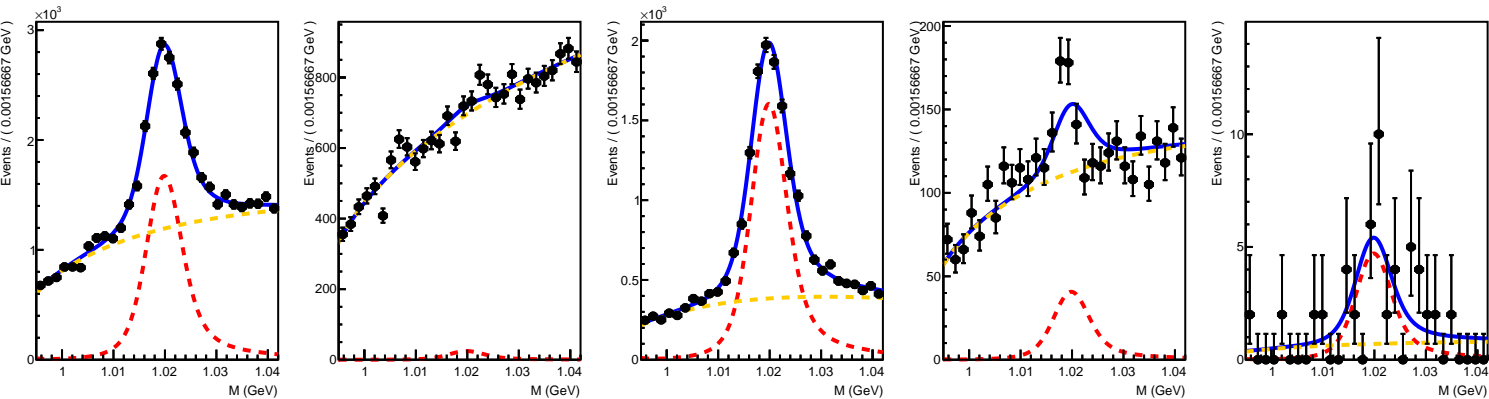 ×10³
Events / ( 0.00156667 GeV )
3
2
1
0
1 1.01 1.02 1.03 1.04
M (GeV)
Events / ( 0.00156667 GeV )
800
600
400
200
0
1 1.01 1.02 1.03 1.04
M (GeV)
×10³
Events / ( 0.00156667 GeV )
2
1.5
1
0.5
0
1 1.01 1.02 1.03 1.04
M (GeV)
Events / ( 0.00156667 GeV )
200
150
100
50
0
1 1.01 1.02 1.03 1.04
M (GeV)
Events / ( 0.00156667 GeV )
10
5
0
1 1.01 1.02 1.03 1.04
M (GeV)